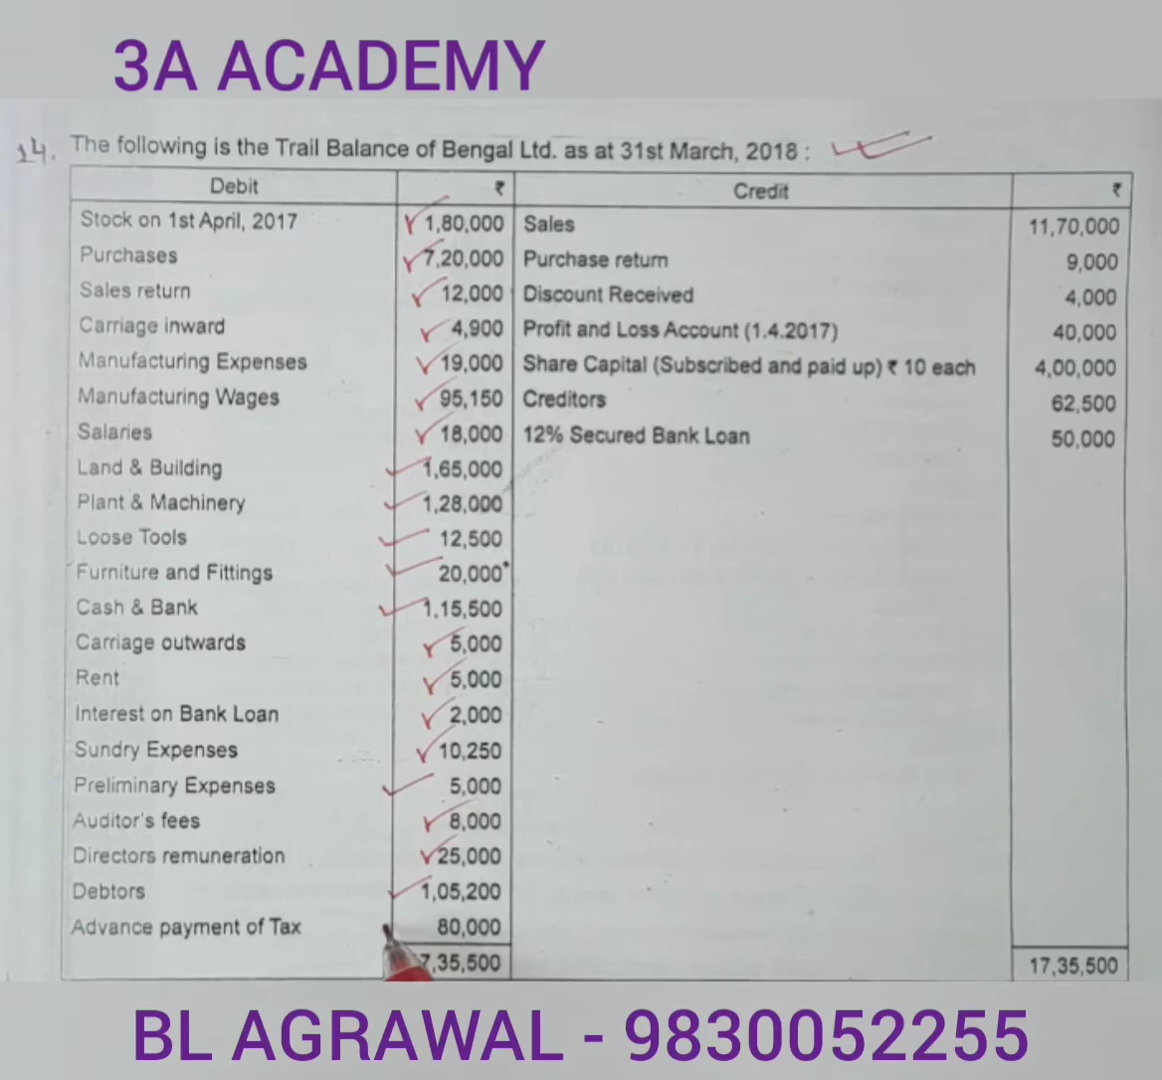 3A ACADEMY
14. The following is the Trail Balance of Bengal Ltd. as at 31st March, 2018 :
Debit ₹ Credit ₹
Stock on 1st April, 2017 1,80,000 Sales 11,70,000
Purchases 7,20,000 Purchase return 9,000
Sales return 12,000 Discount Received 4,000
Carriage inward 4,900 Profit and Loss Account (1.4.2017) 40,000
Manufacturing Expenses 19,000 Share Capital (Subscribed and paid up) ₹ 10 each 4,00,000
Manufacturing Wages 95,150 Creditors 62,500
Salaries 18,000 12% Secured Bank Loan 50,000
Land & Building 1,65,000
Plant & Machinery 1,28,000
Loose Tools 12,500
Furniture and Fittings 20,000
Cash & Bank 1,15,500
Carriage outwards 5,000
Rent 5,000
Interest on Bank Loan 2,000
Sundry Expenses 10,250
Preliminary Expenses 5,000
Auditor's fees 8,000
Directors remuneration 25,000
Debtors 1,05,200
Advance payment of Tax 80,000
7,35,500 17,35,500
BL AGRAWAL - 9830052255